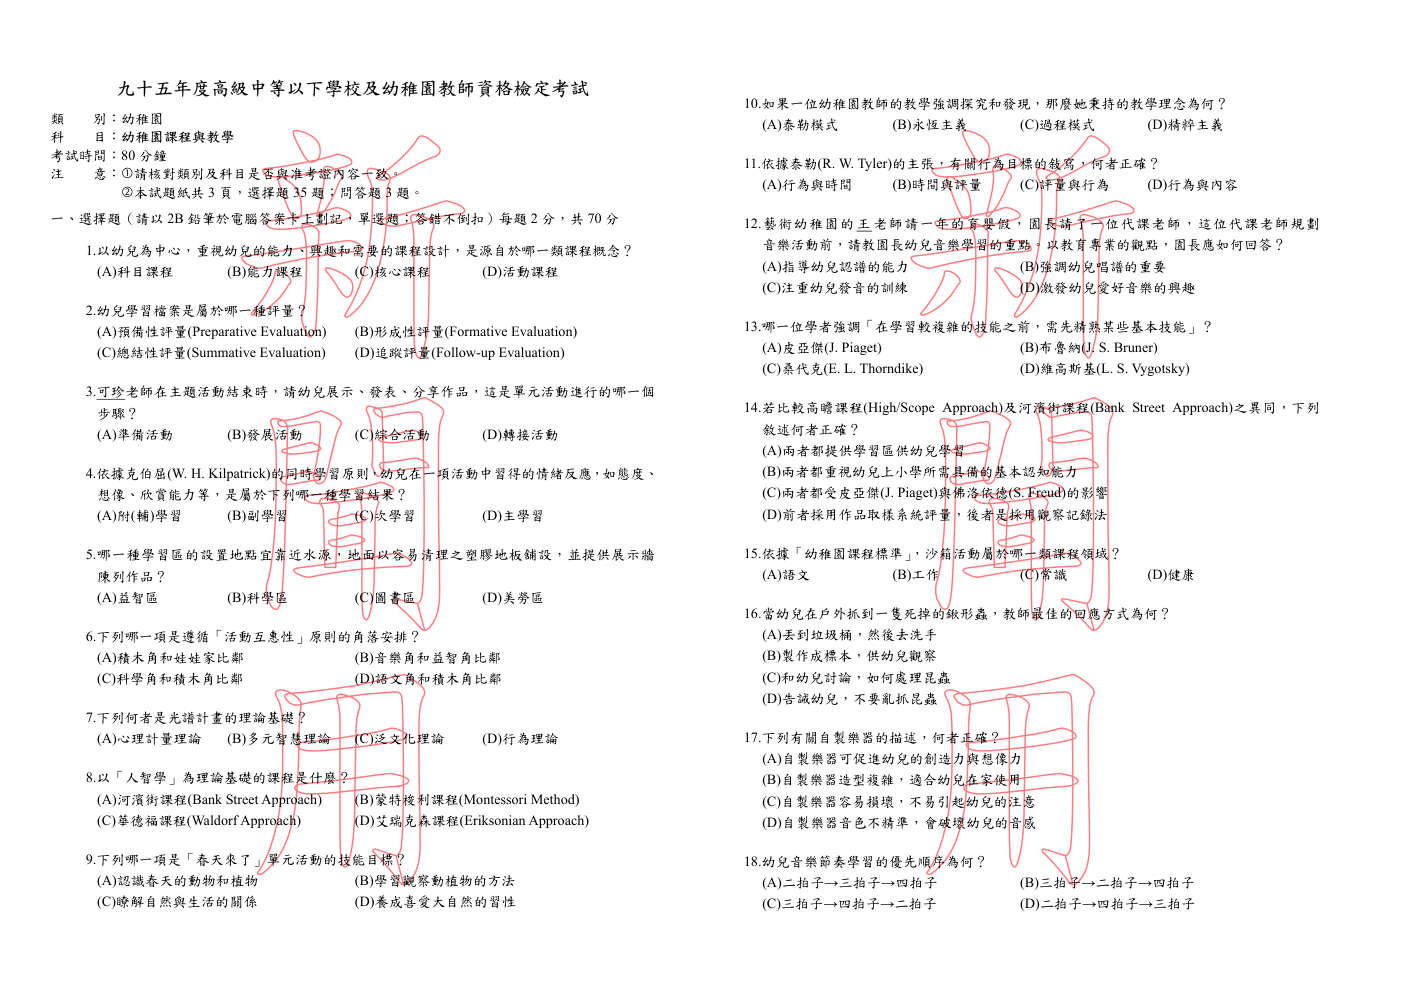 九十五年度高級中等以下學校及幼稚園教師資格檢定考試
類　　別：幼稚園
科　　目：幼稚園課程與教學
考試時間：80 分鐘
注　　意：①請核對類別及科目是否與准考證內容一致。
②本試題紙共 3 頁，選擇題 35 題；問答題 3 題。
一、選擇題（請以 2B 鉛筆於電腦答案卡上劃記，單選題；答錯不倒扣）每題 2 分，共 70 分
1.以幼兒為中心，重視幼兒的能力、興趣和需要的課程設計，是源自於哪一類課程概念？
(A)科目課程 (B)能力課程 (C)核心課程 (D)活動課程
2.幼兒學習檔案是屬於哪一種評量？
(A)預備性評量(Preparative Evaluation) (B)形成性評量(Formative Evaluation)
(C)總結性評量(Summative Evaluation) (D)追蹤評量(Follow-up Evaluation)
3.可珍老師在主題活動結束時，請幼兒展示、發表、分享作品，這是單元活動進行的哪一個
步驟？
(A)準備活動 (B)發展活動 (C)綜合活動 (D)轉接活動
4.依據克伯屈(W. H. Kilpatrick)的同時學習原則，幼兒在一項活動中習得的情緒反應，如態度、
想像、欣賞能力等，是屬於下列哪一種學習結果？
(A)附(輔)學習 (B)副學習 (C)次學習 (D)主學習
5.哪一種學習區的設置地點宜靠近水源，地面以容易清理之塑膠地板舖設，並提供展示牆
陳列作品？
(A)益智區 (B)科學區 (C)圖書區 (D)美勞區
6.下列哪一項是遵循「活動互惠性」原則的角落安排？
(A)積木角和娃娃家比鄰 (B)音樂角和益智角比鄰
(C)科學角和積木角比鄰 (D)語文角和積木角比鄰
7.下列何者是光譜計畫的理論基礎？
(A)心理計量理論 (B)多元智慧理論 (C)泛文化理論 (D)行為理論
8.以「人智學」為理論基礎的課程是什麼？
(A)河濱街課程(Bank Street Approach) (B)蒙特梭利課程(Montessori Method)
(C)華德福課程(Waldorf Approach) (D)艾瑞克森課程(Eriksonian Approach)
9.下列哪一項是「春天來了」單元活動的技能目標？
(A)認識春天的動物和植物 (B)學習觀察動植物的方法
(C)瞭解自然與生活的關係 (D)養成喜愛大自然的習性
10.如果一位幼稚園教師的教學強調探究和發現，那麼她秉持的教學理念為何？
(A)泰勒模式 (B)永恆主義 (C)過程模式 (D)精粹主義
11.依據泰勒(R. W. Tyler)的主張，有關行為目標的敘寫，何者正確？
(A)行為與時間 (B)時間與評量 (C)評量與行為 (D)行為與內容
12.藝術幼稚園的王老師請一年的育嬰假，園長請了一位代課老師，這位代課老師規劃
音樂活動前，請教園長幼兒音樂學習的重點。以教育專業的觀點，園長應如何回答？
(A)指導幼兒認譜的能力 (B)強調幼兒唱譜的重要
(C)注重幼兒發音的訓練 (D)激發幼兒愛好音樂的興趣
13.哪一位學者強調「在學習較複雜的技能之前，需先精熟某些基本技能」？
(A)皮亞傑(J. Piaget) (B)布魯納(J. S. Bruner)
(C)桑代克(E. L. Thorndike) (D)維高斯基(L. S. Vygotsky)
14.若比較高瞻課程(High/Scope Approach)及河濱街課程(Bank Street Approach)之異同，下列
敘述何者正確？
(A)兩者都提供學習區供幼兒學習
(B)兩者都重視幼兒上小學所需具備的基本認知能力
(C)兩者都受皮亞傑(J. Piaget)與佛洛依德(S. Freud)的影響
(D)前者採用作品取樣系統評量，後者是採用觀察記錄法
15.依據「幼稚園課程標準」，沙箱活動屬於哪一類課程領域？
(A)語文 (B)工作 (C)常識 (D)健康
16.當幼兒在戶外抓到一隻死掉的鍬形蟲，教師最佳的回應方式為何？
(A)丟到垃圾桶，然後去洗手
(B)製作成標本，供幼兒觀察
(C)和幼兒討論，如何處理昆蟲
(D)告誡幼兒，不要亂抓昆蟲
17.下列有關自製樂器的描述，何者正確？
(A)自製樂器可促進幼兒的創造力與想像力
(B)自製樂器造型複雜，適合幼兒在家使用
(C)自製樂器容易損壞，不易引起幼兒的注意
(D)自製樂器音色不精準，會破壞幼兒的音感
18.幼兒音樂節奏學習的優先順序為何？
(A)二拍子→三拍子→四拍子 (B)三拍子→二拍子→四拍子
(C)三拍子→四拍子→二拍子 (D)二拍子→四拍子→三拍子